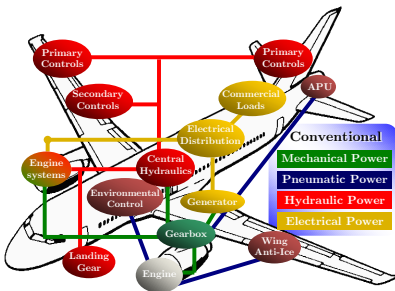 Primary
Controls
Primary
Controls
Secondary
Controls
Commercial
Loads
APU
Electrical
Distribution
Conventional
Mechanical Power
Pneumatic Power
Hydraulic Power
Electrical Power
Engine
systems
Central
Hydraulics
Environmental
Control
Generator
Gearbox
Wing
Anti-Ice
Landing
Gear
Engine